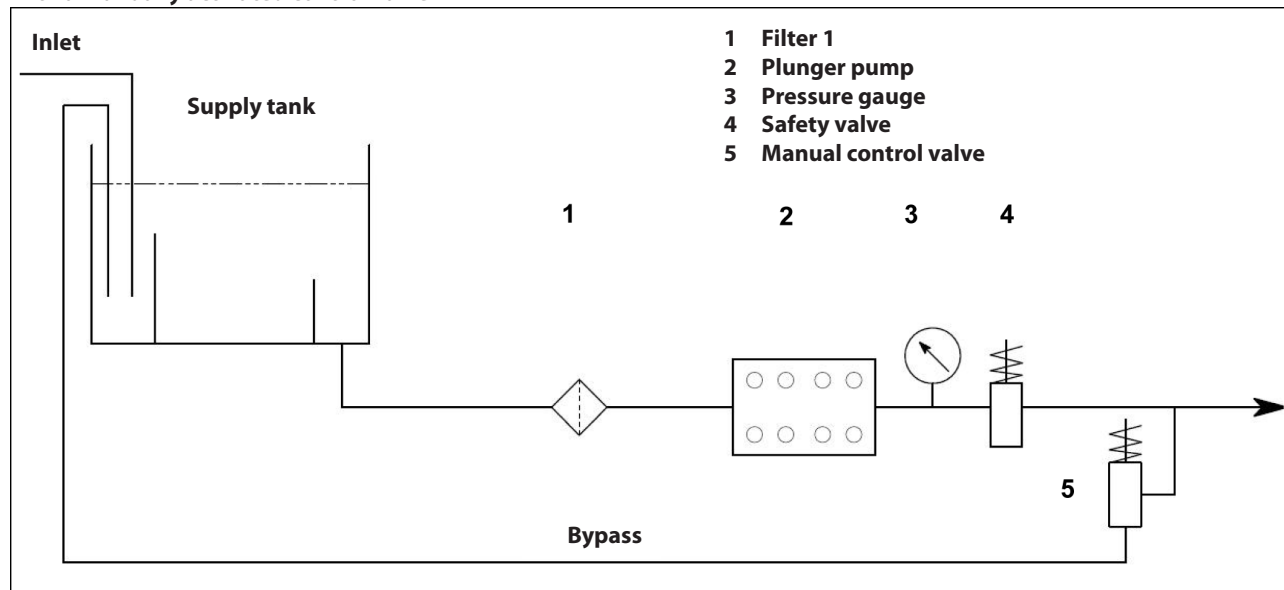 Inlet
Supply tank
1 Filter 1
2 Plunger pump
3 Pressure gauge
4 Safety valve
5 Manual control valve
1 2 3 4
5
Bypass